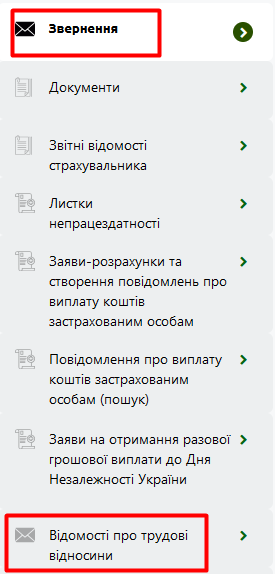 Звернення
Документи
Звітні відомості
страхувальника
Листки
непрацездатності
Заяви-розрахунки та
створення повідомлень про
виплату коштів
застрахованим особам
Повідомлення про виплату
коштів застрахованим
особам (пошук)
Заяви на отримання разової
грошової виплати до Дня
Незалежності України
Відомості про трудові
відносини